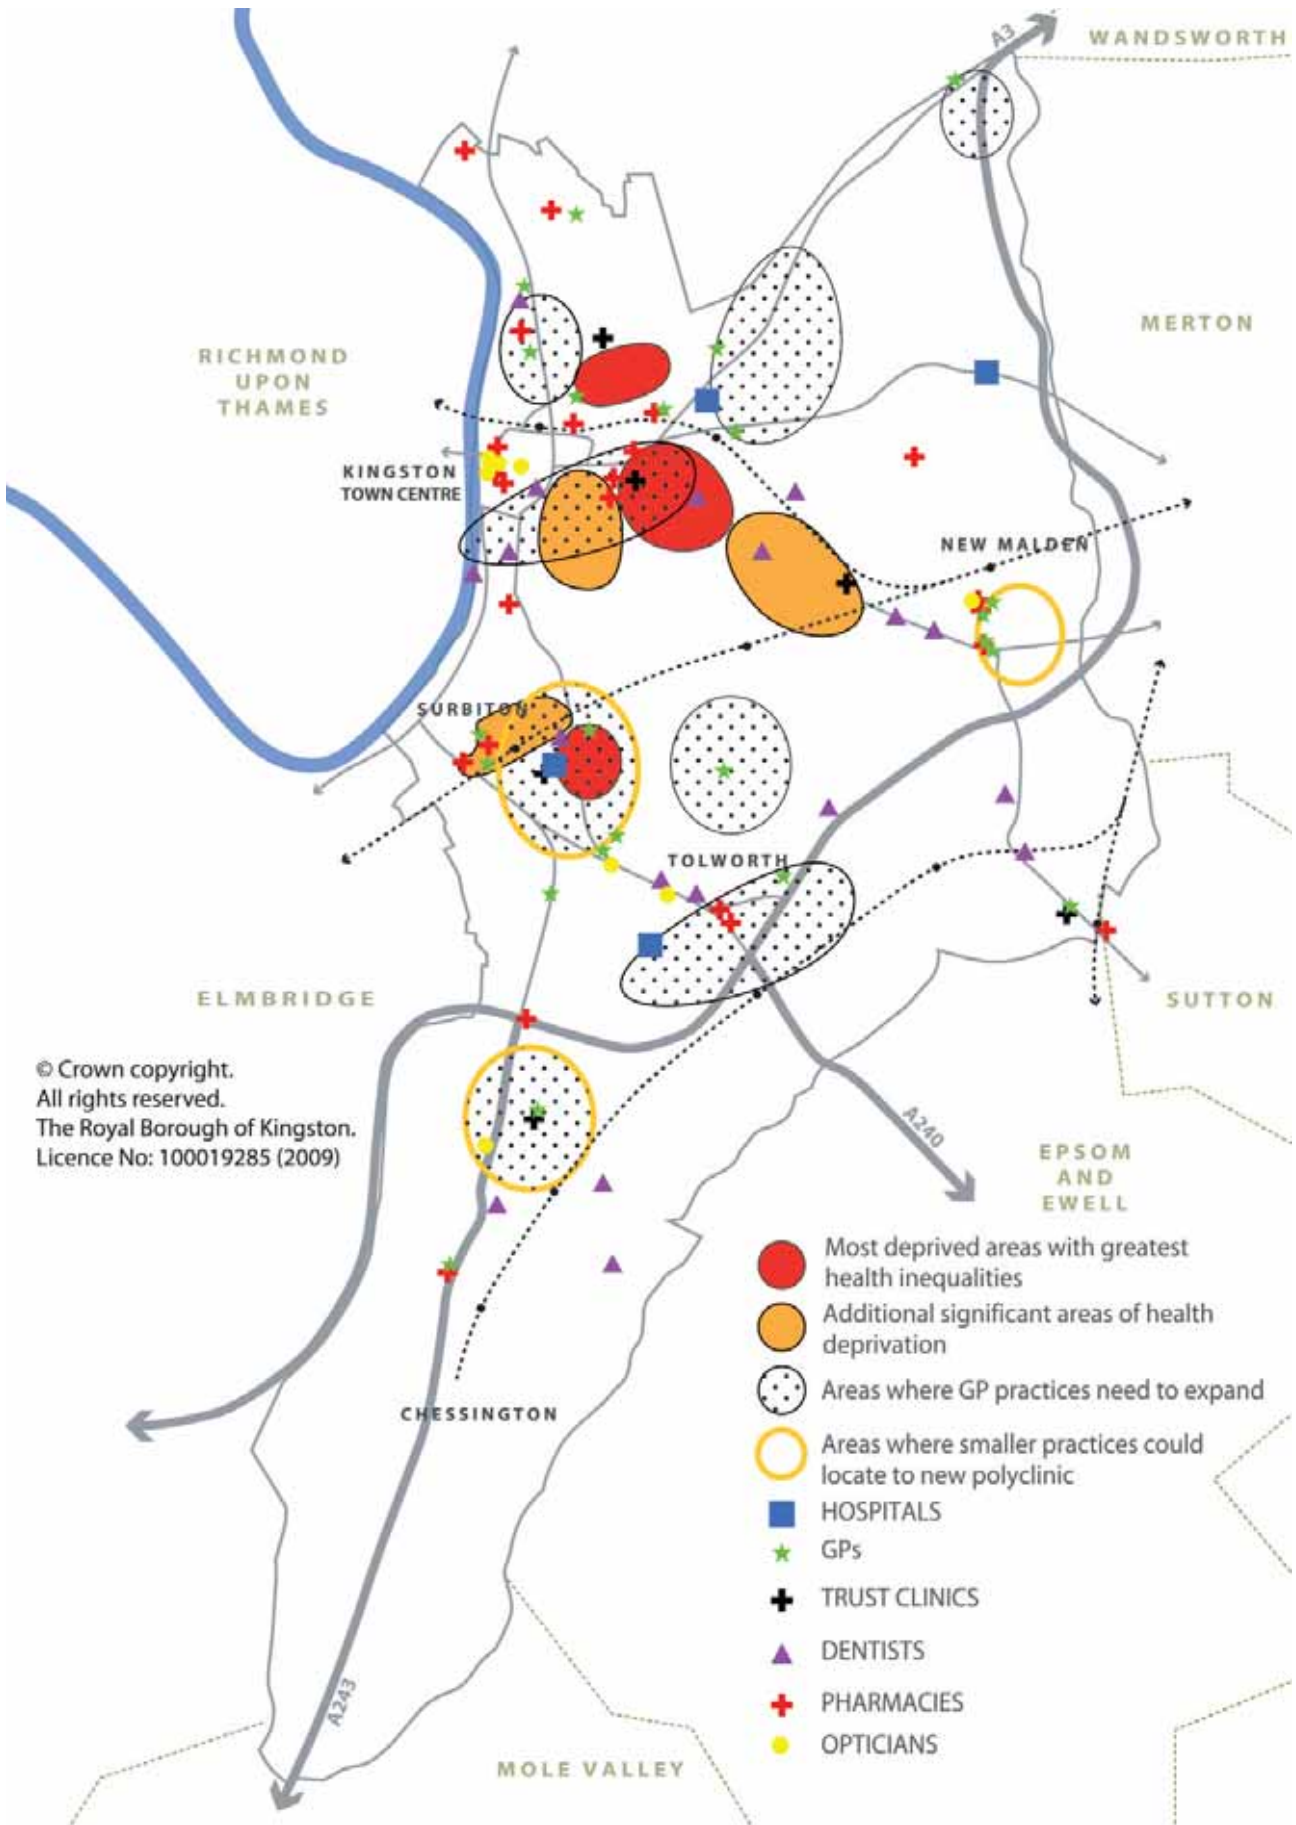 A3
WANDSWORTH
MERTON
RICHMOND
UPON
THAMES
KINGSTON
TOWN CENTRE
NEW MALDEN
SURBITON
TOLWORTH
ELMBRIDGE
SUTTON
© Crown copyright.
All rights reserved.
The Royal Borough of Kingston.
Licence No: 100019285 (2009)
A240
EPSOM
AND
EWELL
Most deprived areas with greatest
health inequalities
Additional significant areas of health
deprivation
Areas where GP practices need to expand
CHESSINGTON
Areas where smaller practices could
locate to new polyclinic
HOSPITALS
GPs
TRUST CLINICS
DENTISTS
A243
PHARMACIES
OPTICIANS
MOLE VALLEY